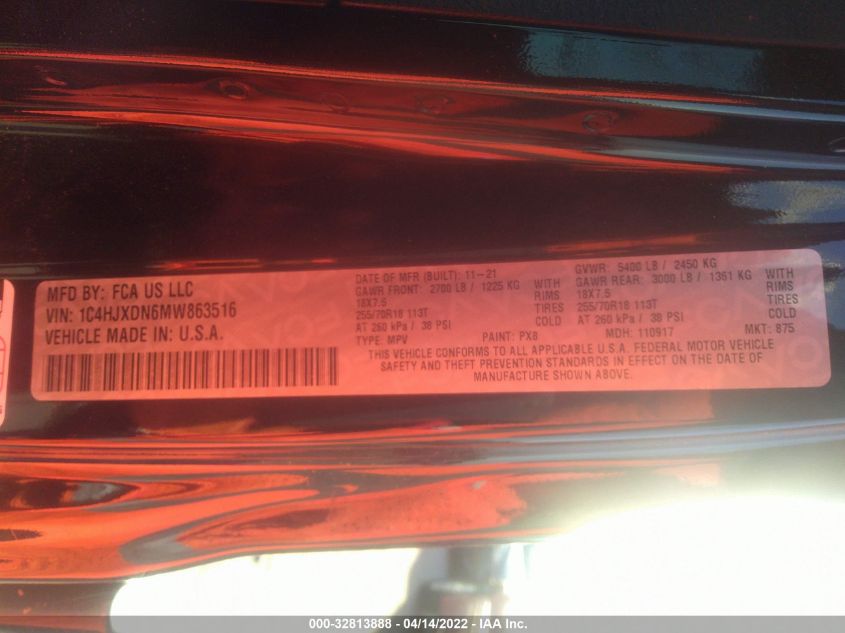 MFD BY: FCA US LLC
VIN: 1C4HJXDN6MW863516
VEHICLE MADE IN: U.S.A.
DATE OF MFR (BUILT): 11-21
GAWR FRONT: 2700 LB / 1225 KG WITH
18X7.5 RIMS
255/70R18 113T TIRES
AT 260 kPa / 38 PSI COLD
TYPE: MPV
GVWR: 5400 LB / 2450 KG
GAWR REAR: 3000 LB / 1361 KG WITH
18X7.5 RIMS
255/70R18 113T TIRES
AT 260 kPa / 38 PSI COLD
PAINT: PX8 MDH: 110917 MKT: 875
THIS VEHICLE CONFORMS TO ALL APPLICABLE U.S.A. FEDERAL MOTOR VEHICLE
SAFETY AND THEFT PREVENTION STANDARDS IN EFFECT ON THE DATE OF
MANUFACTURE SHOWN ABOVE.
000-32813888 - 04/14/2022 - IAA Inc.